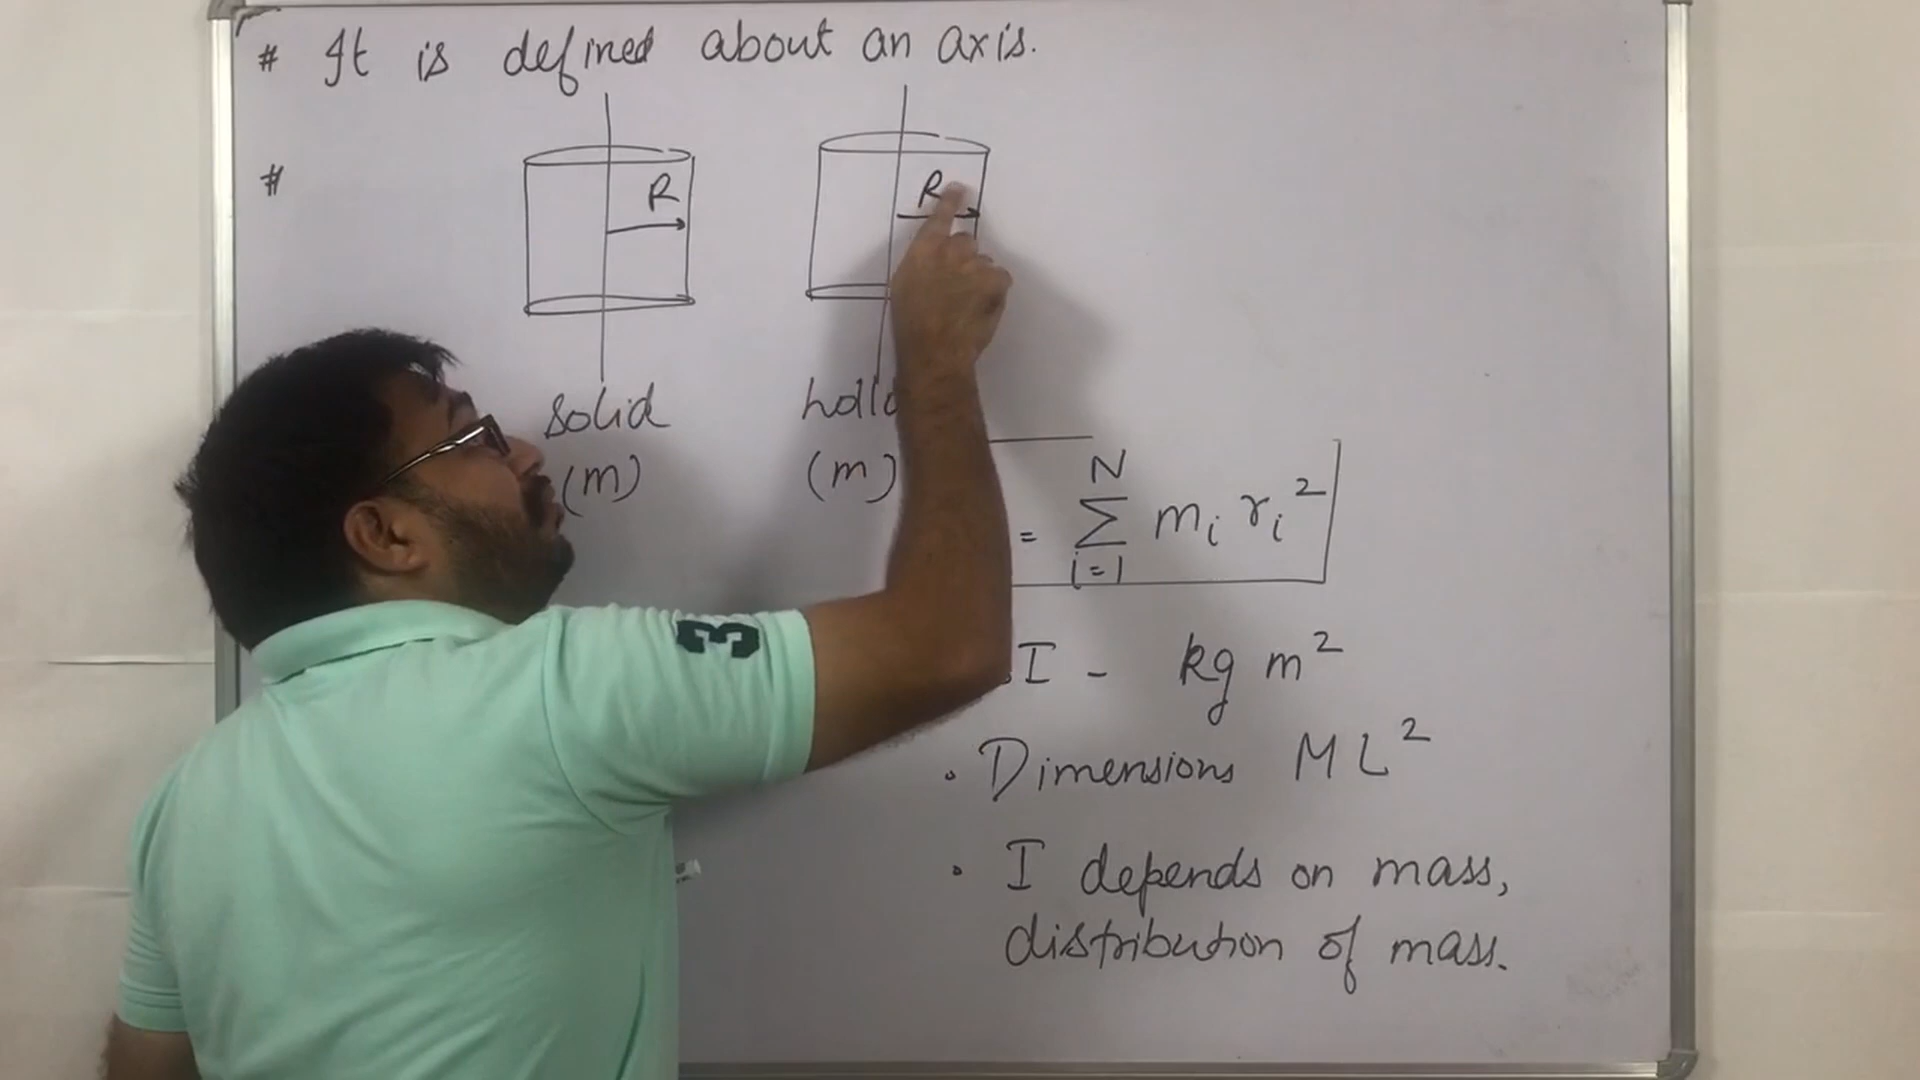 # It is defined about an axis.
#
R
R
solid
(m)
(m)
= N Σ i=1 mᵢ rᵢ²
I - kg m²
. Dimensions ML²
. I depends on mass,
distribution of mass.
3